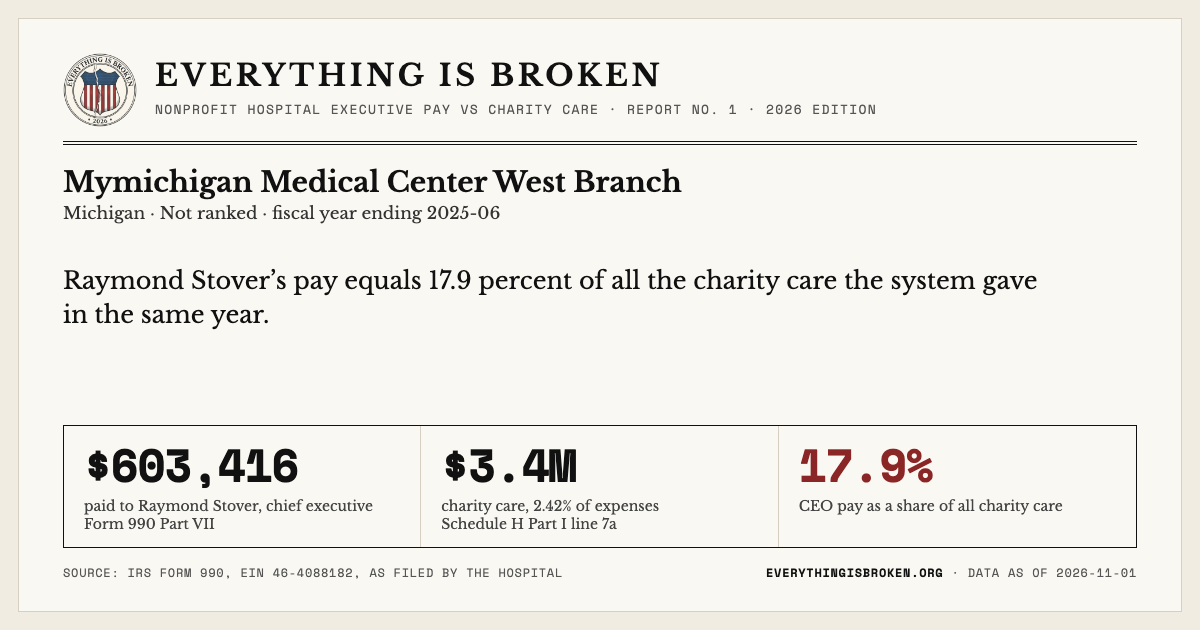 EVERYTHING IS BROKEN
2026
EVERYTHING IS BROKEN
NONPROFIT HOSPITAL EXECUTIVE PAY VS CHARITY CARE · REPORT NO. 1 · 2026 EDITION
Mymichigan Medical Center West Branch
Michigan · Not ranked · fiscal year ending 2025-06
Raymond Stover’s pay equals 17.9 percent of all the charity care the system gave
in the same year.
$603,416
paid to Raymond Stover, chief executive
Form 990 Part VII
$3.4M
charity care, 2.42% of expenses
Schedule H Part I line 7a
17.9%
CEO pay as a share of all charity care
SOURCE: IRS FORM 990, EIN 46-4088182, AS FILED BY THE HOSPITAL
EVERYTHINGISBROKEN.ORG · DATA AS OF 2026-11-01